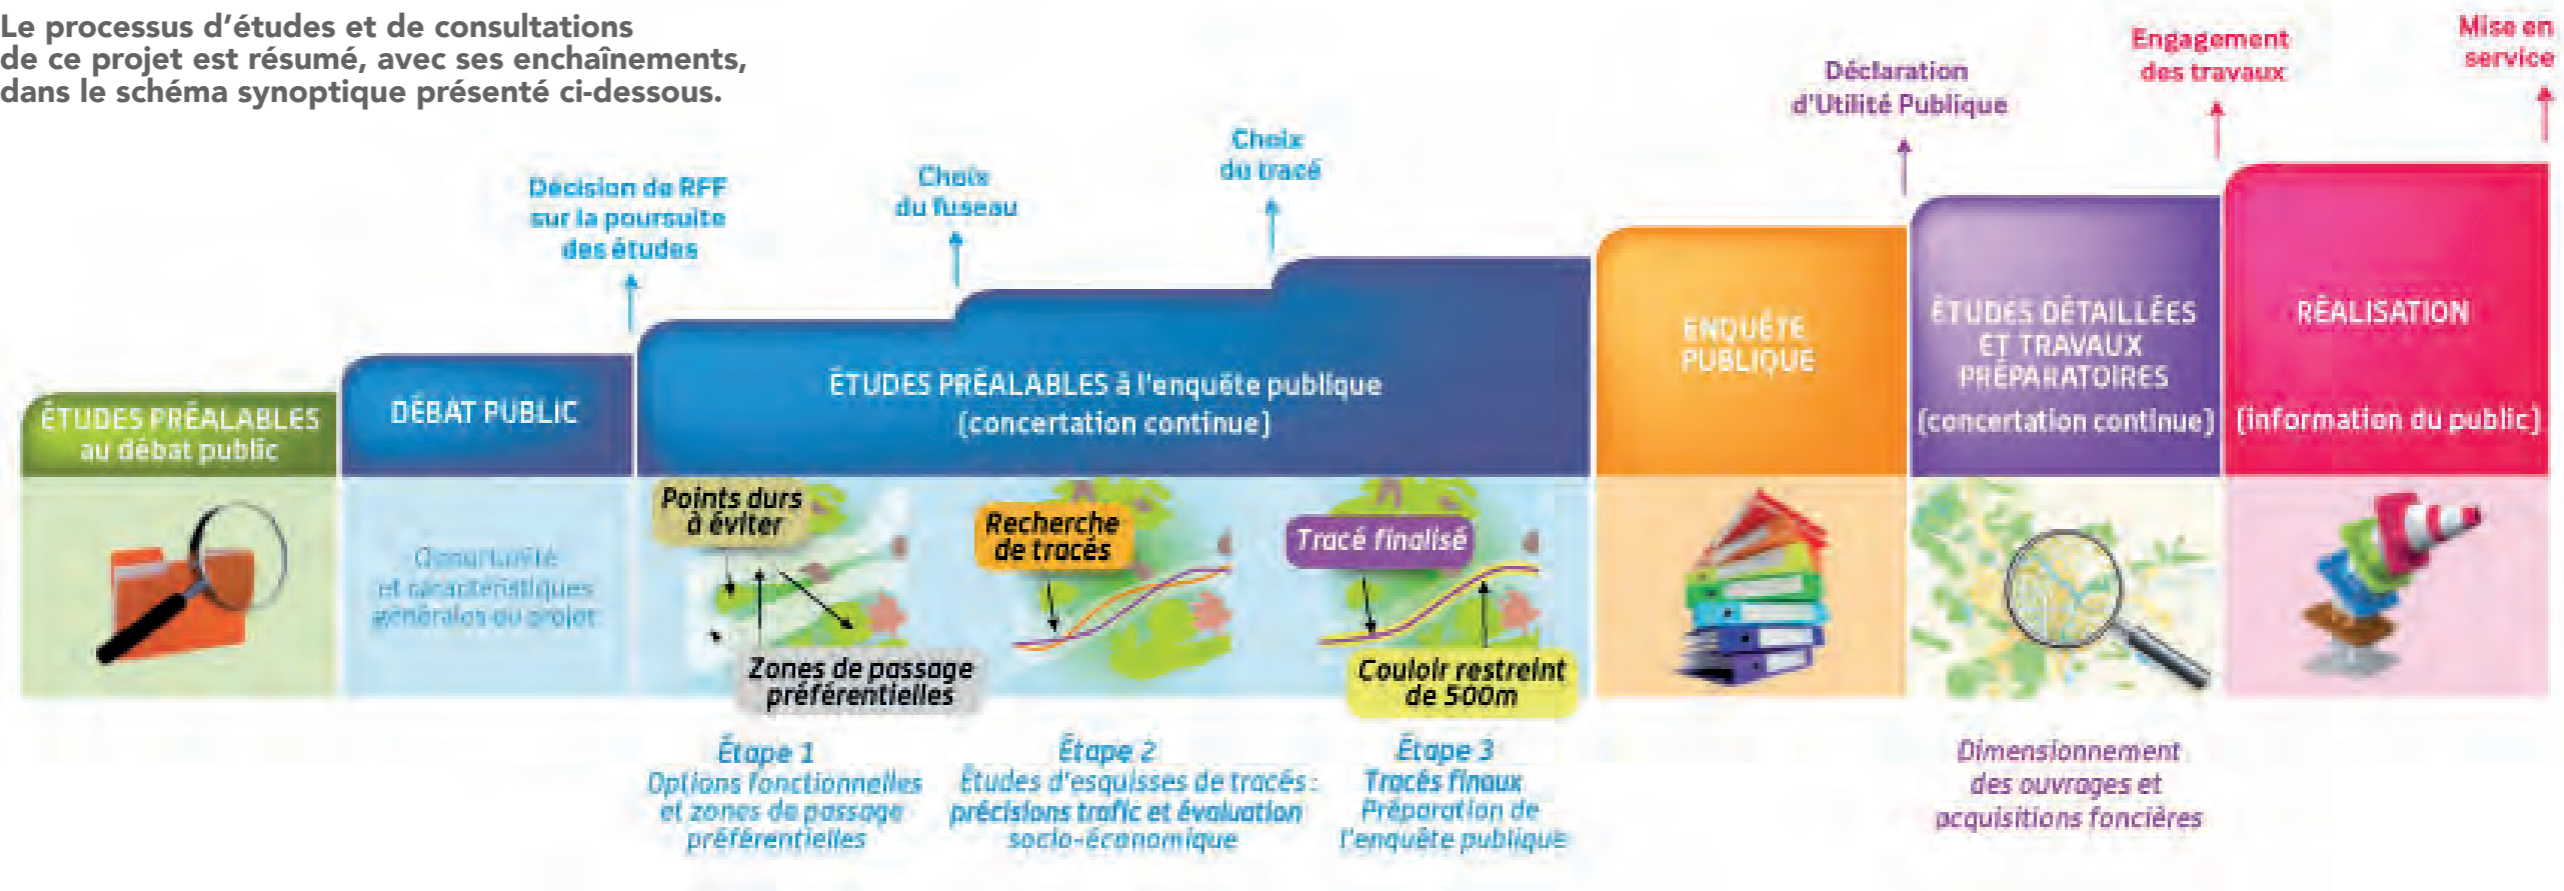 Le processus d'études et de consultations
de ce projet est résumé, avec ses enchaînements,
dans le schéma synoptique présenté ci-dessous.
Décision de RFF
sur la poursuite
des études
Choix
du fuseau
Choix
du tracé
Déclaration
d'Utilité Publique
Engagement
des travaux
Mise en
service
ÉTUDES PRÉALABLES
au débat public
DÉBAT PUBLIC
ÉTUDES PRÉALABLES à l'enquête publique
(concertation continue)
ENQUÊTE
PUBLIQUE
ÉTUDES DÉTAILLÉES
ET TRAVAUX
PRÉPARATOIRES
(concertation continue)
RÉALISATION
(information du public)
Opportunité
et caractéristiques
générales du projet
Points durs
à éviter
Zones de passage
préférentielles
Recherche
de tracés
Tracé finalisé
Couloir restreint
de 500m
Étape 1
Options fonctionnelles
et zones de passage
préférentielles
Étape 2
Études d'esquisses de tracés :
précisions trafic et évaluation
socio-économique
Étape 3
Tracés finaux
Préparation de
l'enquête publique
Dimensionnement
des ouvrages et
acquisitions foncières